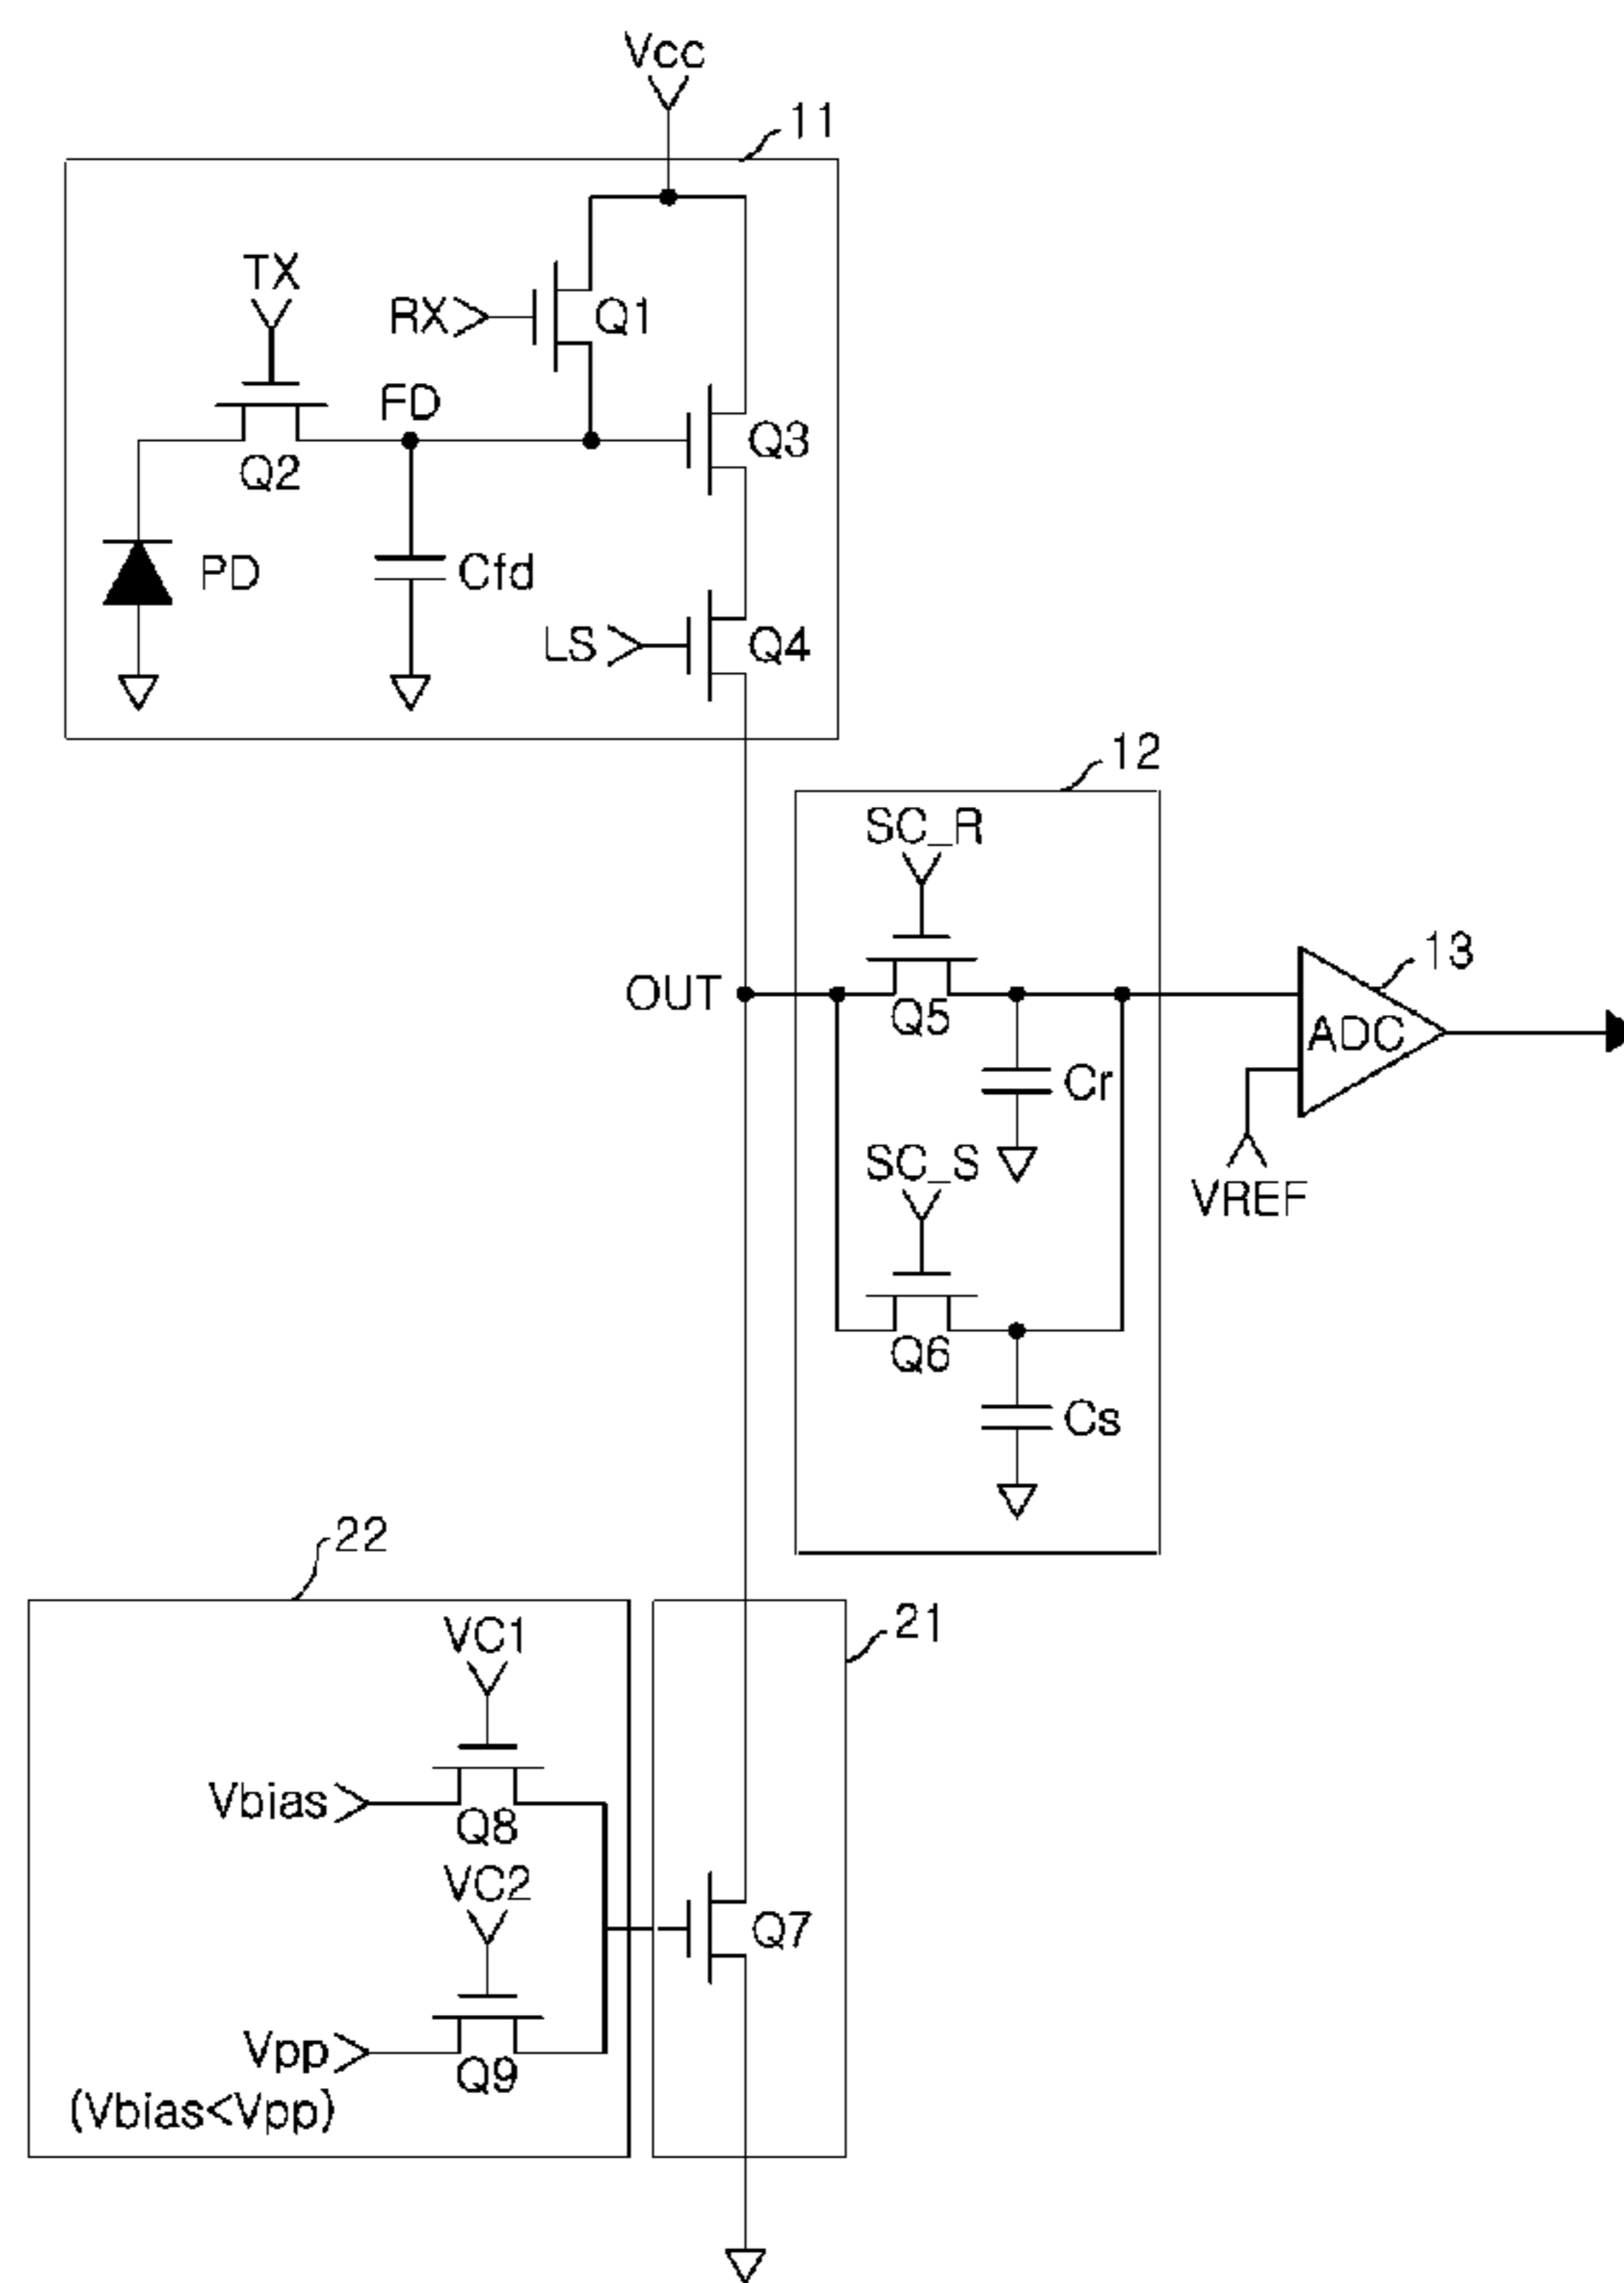 Vcc
11
TX
RX
Q1
FD
Q3
Q2
PD
Cfd
LS
Q4
12
SC_R
OUT
Q5
13
ADC
Cr
SC_S
VREF
Q6
Cs
22
21
VC1
Vbias
Q8
VC2
Q7
Vpp
Q9
(Vbias<Vpp)